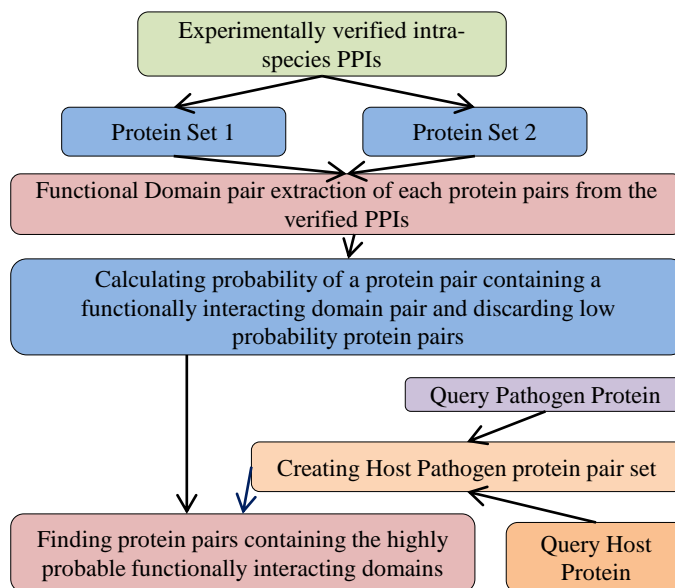 Experimentally verified intra-
species PPIs
Protein Set 1
Protein Set 2
Functional Domain pair extraction of each protein pairs from the
verified PPIs
Calculating probability of a protein pair containing a
functionally interacting domain pair and discarding low
probability protein pairs
Query Pathogen Protein
Creating Host Pathogen protein pair set
Finding protein pairs containing the highly
probable functionally interacting domains
Query Host
Protein